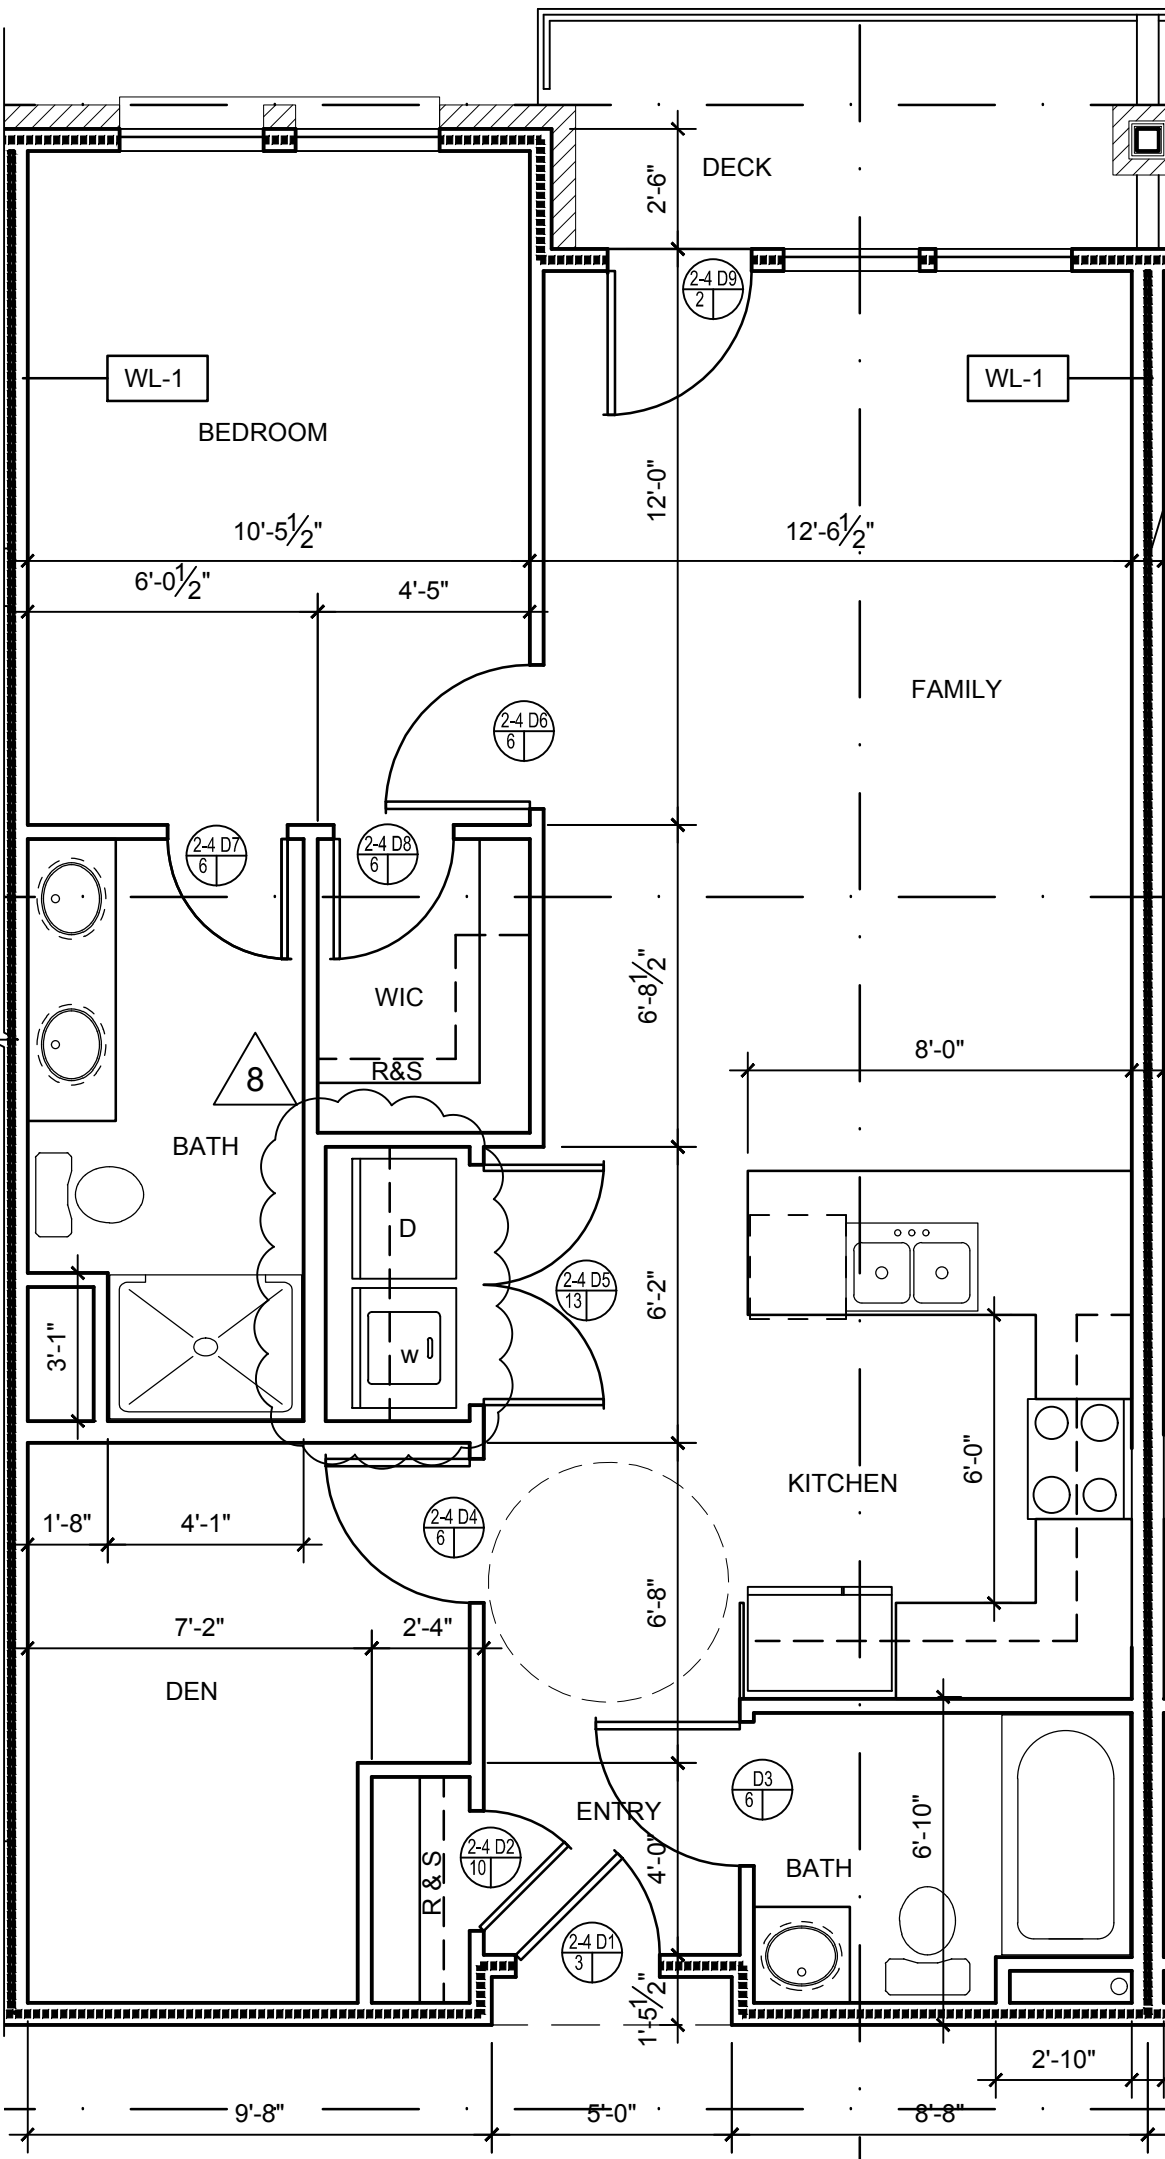 DECK
2'-6"
2-4 D9
2
WL-1
WL-1
BEDROOM
12'-0"
10'-5½"
12'-6½"
6'-0½"
4'-5"
FAMILY
2-4 D6
6
2-4 D7
6
2-4 D8
6
6'-8½"
WIC
R&S
8'-0"
8
BATH
D
2-4 D5
13
6'-2"
3'-1"
w
6'-0"
KITCHEN
1'-8"
4'-1"
2-4 D4
6
6'-8"
7'-2"
2'-4"
DEN
D3
6
ENTRY
6'-10"
2-4 D2
10
R & S
4'-0"
BATH
2-4 D1
3
1'-5½"
2'-10"
9'-8"
5'-0"
8'-8"